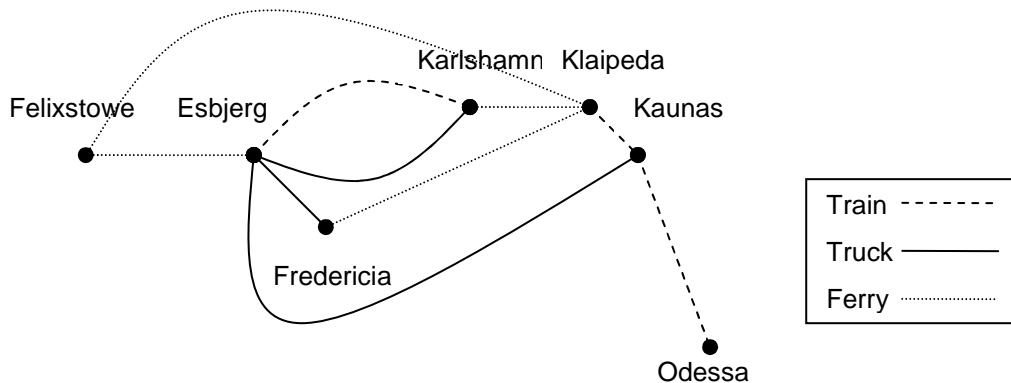 Karlshamn Klaipeda
Felixstowe Esbjerg Kaunas
Fredericia
Odessa
Train
Truck
Ferry